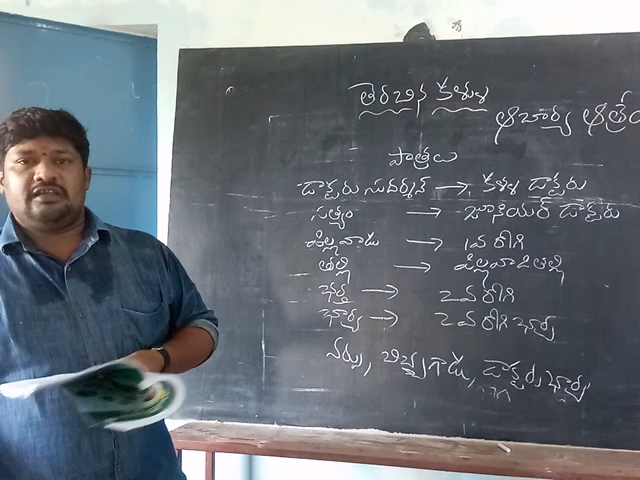 తెరచిన కళ్ళు
ఆచార్య ఆత్రేయ
పాత్రలు
డాక్టరు సుదర్శన్ → కళ్ళ డాక్టరు
సత్యం → జూనియర్ డాక్టరు
పిల్లవాడు → 1వ రోగి
తల్లి → పిల్లవాడి తల్లి
భర్త → 2వ రోగి
భార్య → 2వ రోగి భార్య
నర్సు, బిచ్చగాడు, డాక్టర్ల భార్య